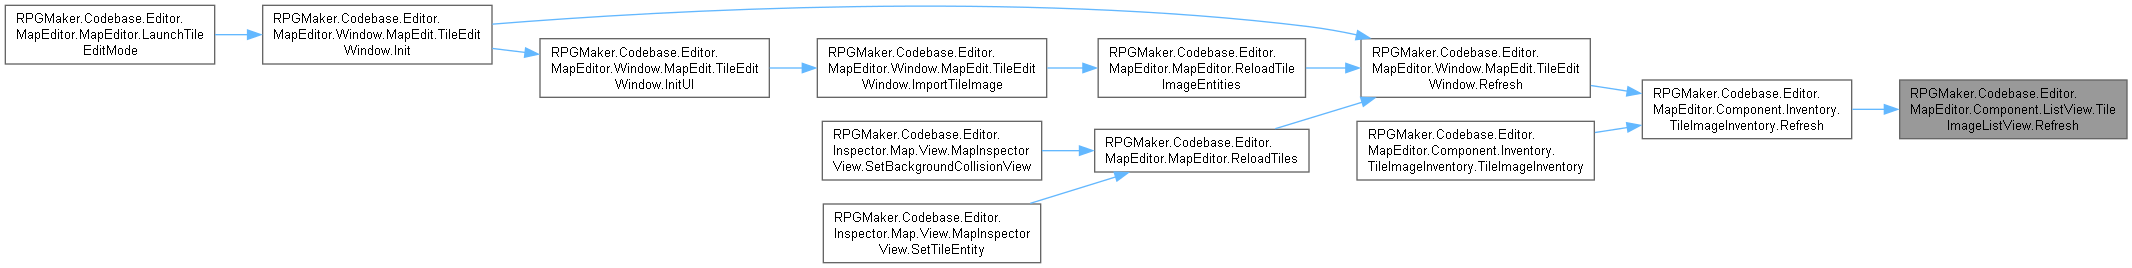 RPGMaker.Codebase.Editor.
MapEditor.MapEditor.LaunchTile
EditMode
RPGMaker.Codebase.Editor.
MapEditor.Window.MapEdit.TileEdit
Window.Init
RPGMaker.Codebase.Editor.
MapEditor.Window.MapEdit.TileEdit
Window.InitUI
RPGMaker.Codebase.Editor.
MapEditor.Window.MapEdit.TileEdit
Window.ImportTileImage
RPGMaker.Codebase.Editor.
MapEditor.MapEditor.ReloadTile
ImageEntities
RPGMaker.Codebase.Editor.
MapEditor.Window.MapEdit.TileEdit
Window.Refresh
RPGMaker.Codebase.Editor.
MapEditor.Component.Inventory.
TileImageInventory.Refresh
RPGMaker.Codebase.Editor.
MapEditor.Component.ListView.Tile
ImageListView.Refresh
RPGMaker.Codebase.Editor.
Inspector.Map.View.MapInspector
View.SetBackgroundCollisionView
RPGMaker.Codebase.Editor.
MapEditor.MapEditor.ReloadTiles
RPGMaker.Codebase.Editor.
MapEditor.Component.Inventory.
TileImageInventory.TileImageInventory
RPGMaker.Codebase.Editor.
Inspector.Map.View.MapInspector
View.SetTileEntity